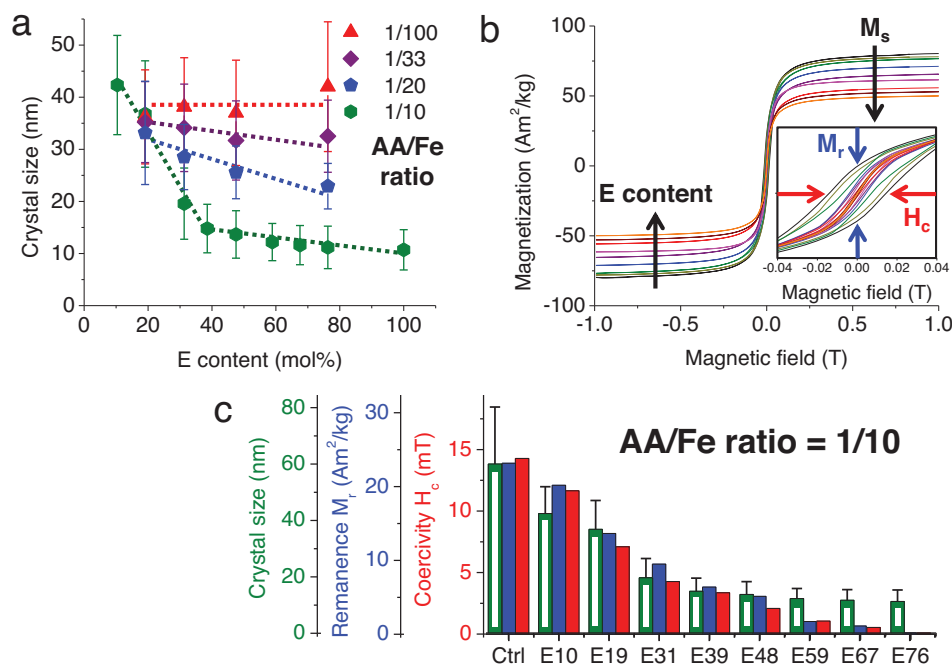 a
50
40
30
20
10
0
Crystal size (nm)
0 20 40 60 80 100
E content (mol%)
1/100
1/33
1/20
1/10
AA/Fe
ratio
b
100
50
0
-50
-100
Magnetization (Am²/kg)
-1.0 -0.5 0.0 0.5 1.0
Magnetic field (T)
Ms
E content
Mr
Hc
-0.04 -0.02 0.00 0.02 0.04
Magnetic field (T)
c
80
60
40
20
0
Crystal size (nm)
30
20
10
0
Remanence Mr (Am²/kg)
15
10
5
0
Coercivity Hc (mT)
AA/Fe ratio = 1/10
Ctrl E10 E19 E31 E39 E48 E59 E67 E76